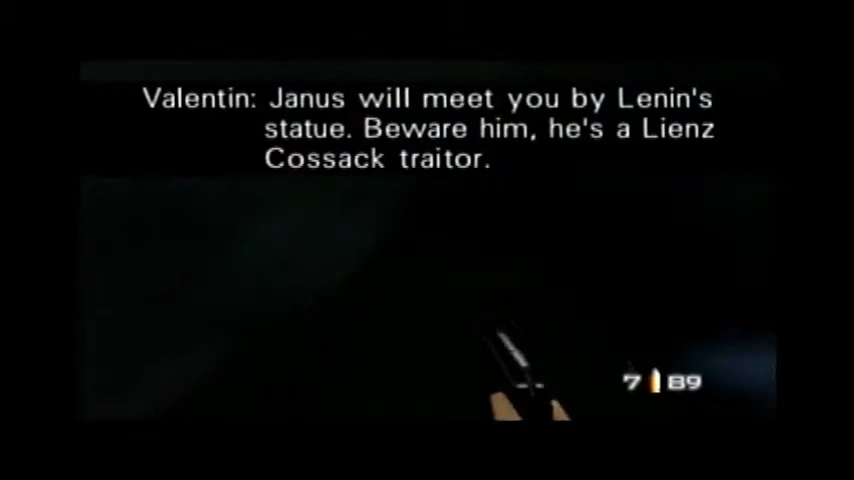 Valentin: Janus will meet you by Lenin's
statue. Beware him, he's a Lienz
Cossack traitor.
7 89